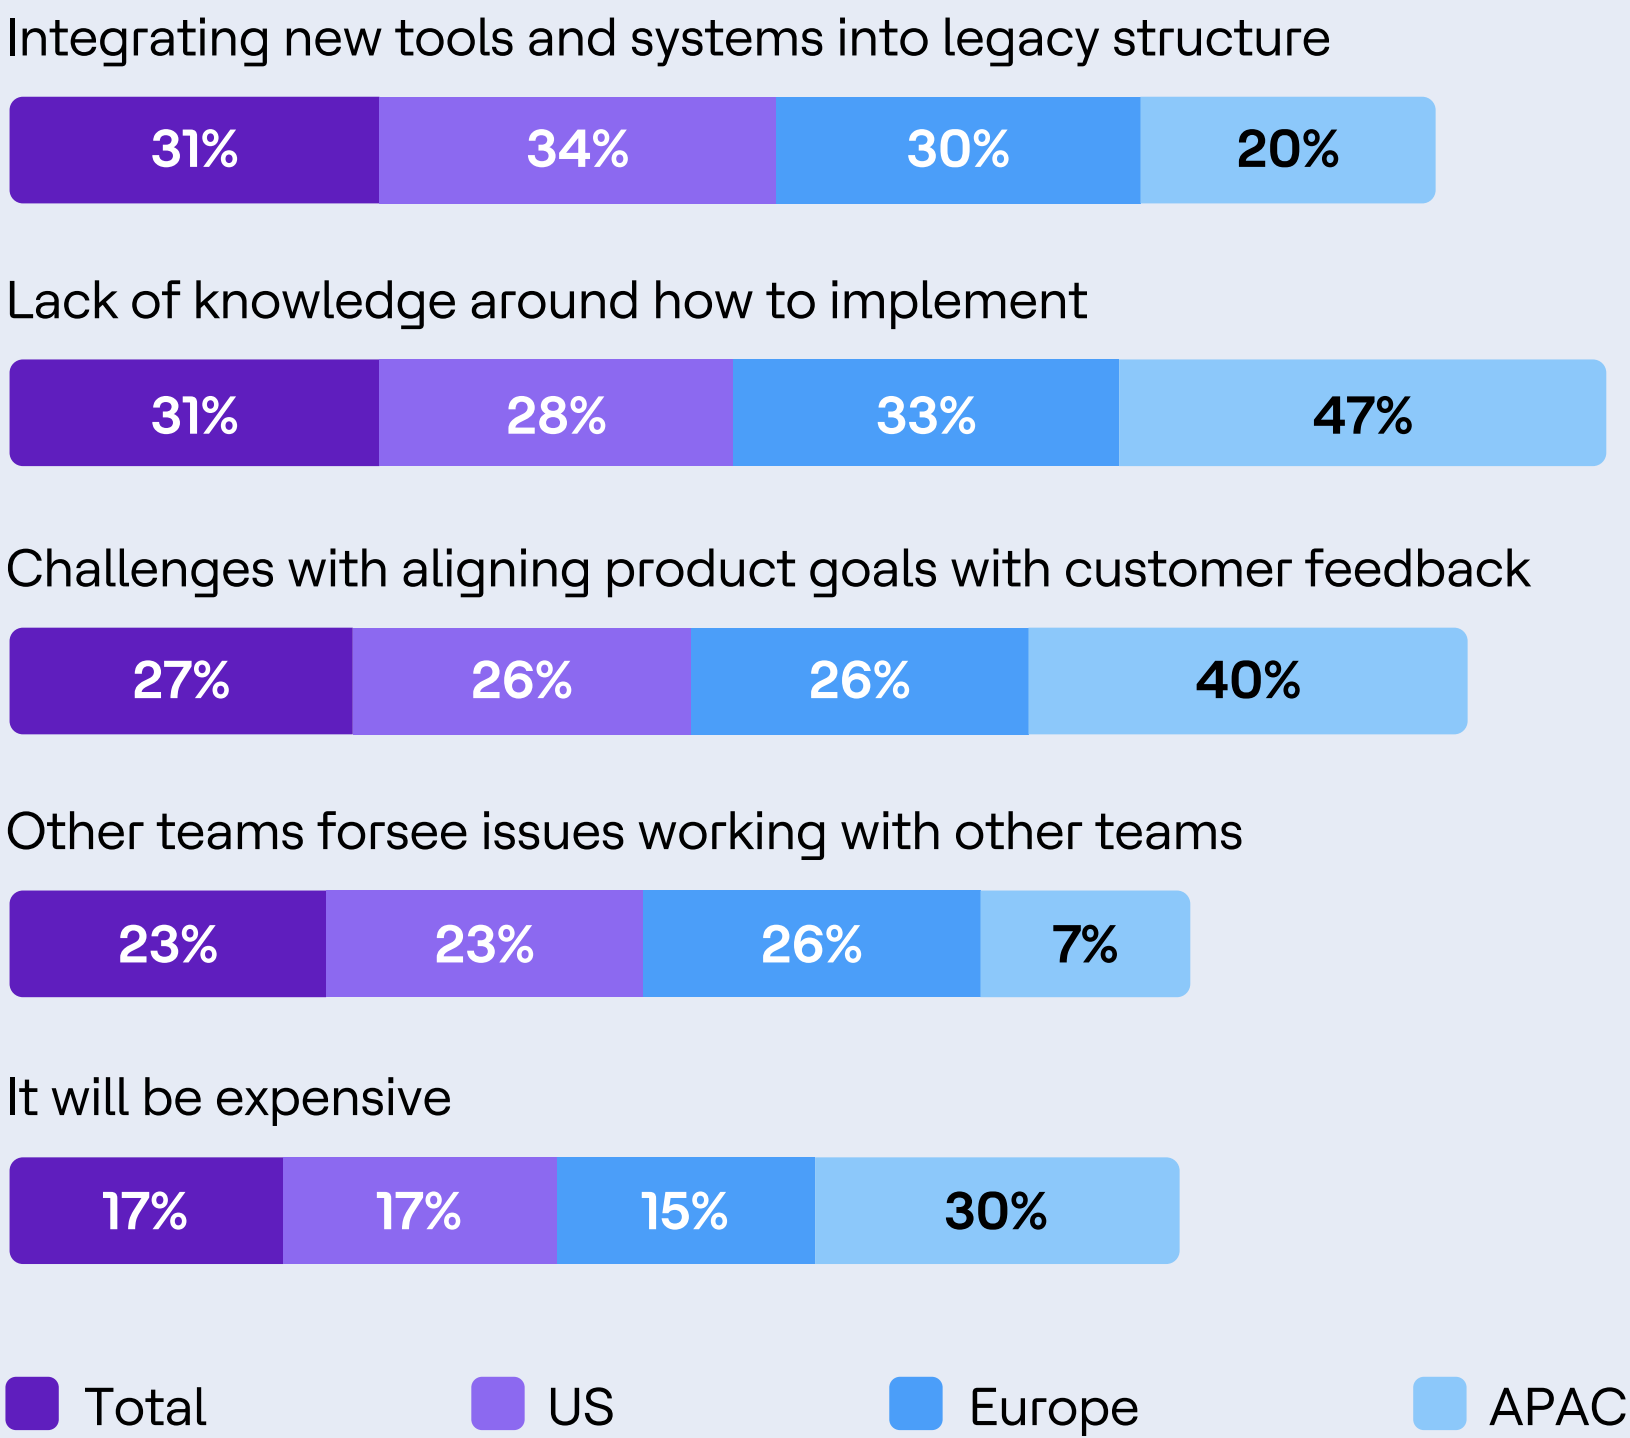 Integrating new tools and systems into legacy structure
31% 34% 30% 20%
Lack of knowledge around how to implement
31% 28% 33% 47%
Challenges with aligning product goals with customer feedback
27% 26% 26% 40%
Other teams forsee issues working with other teams
23% 23% 26% 7%
It will be expensive
17% 17% 15% 30%
Total US Europe APAC